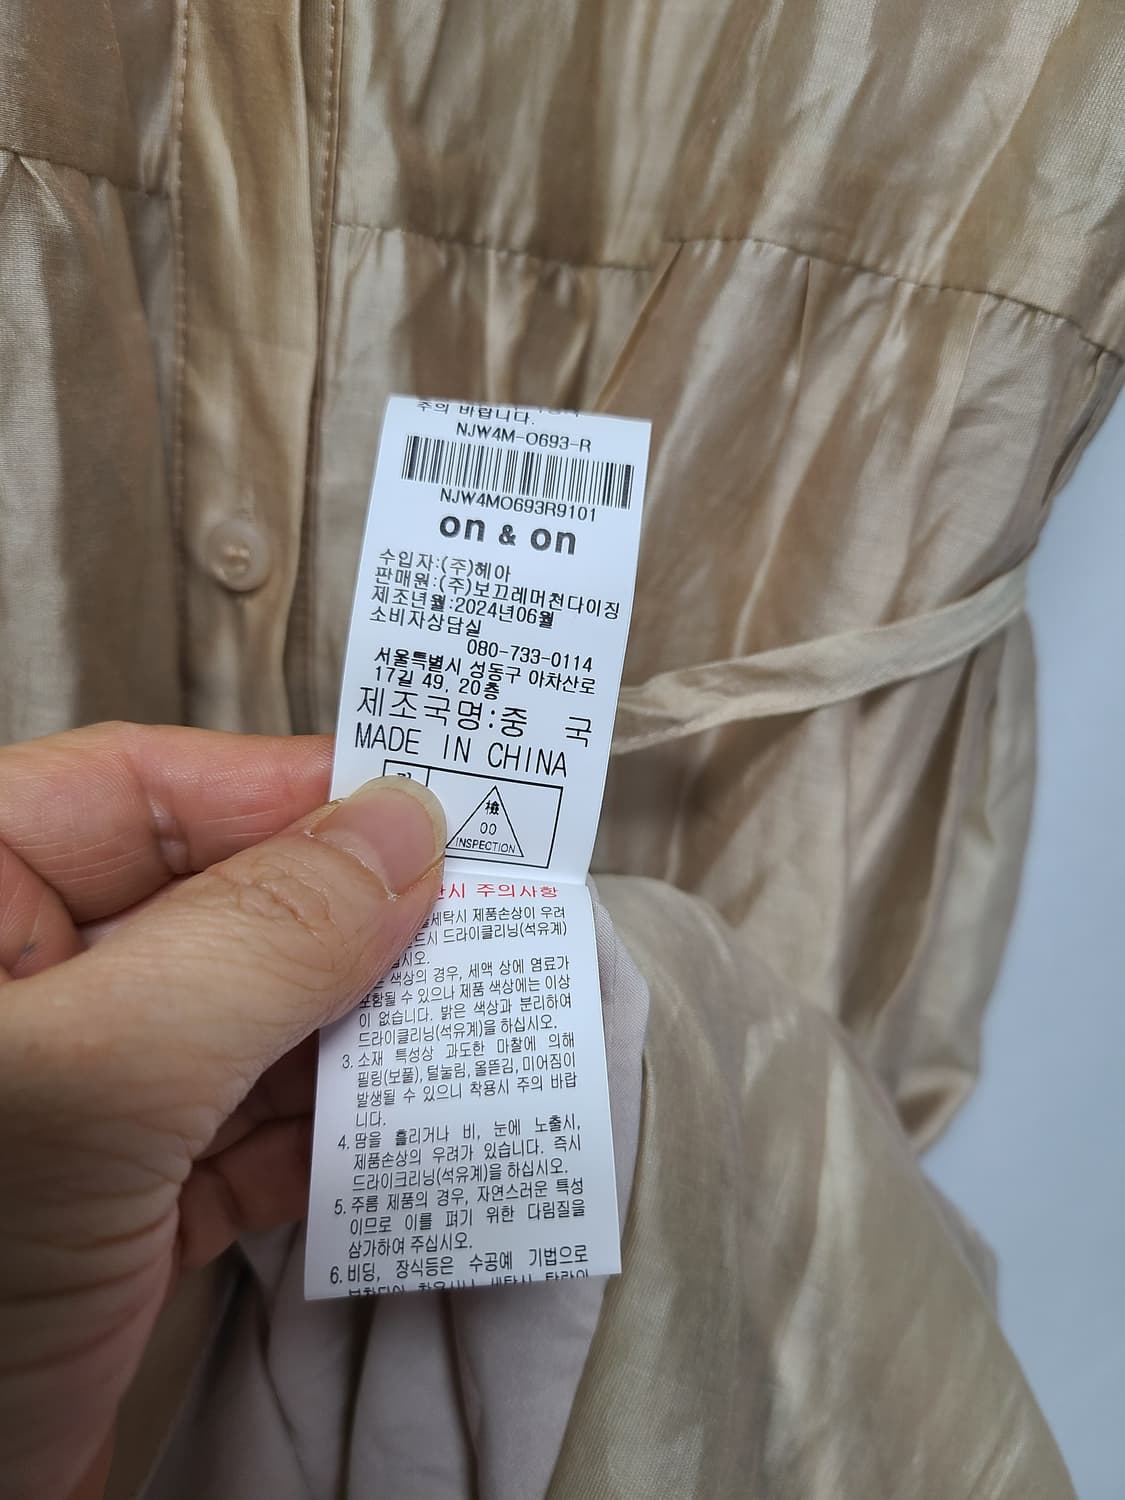 주의 바랍니다.
NJW4M-O693-R
NJW4MO693R9101
on & on
수입자:(주)혜아
판매원:(주)보끄레머천다이징
제조년월:2024년06월
소비자상담실
080-733-0114
서울특별시 성동구 아차산로
17길 49, 20층
제조국명:중 국
MADE IN CHINA
檢
00
INSPECTION
주의사항
제품손상이 우려
드라이클리닝(석유계)
색상의 경우, 세액 상에 염료가
포함될 수 있으나 제품 색상에는 이상
이 없습니다. 밝은 색상과 분리하여
드라이클리닝(석유계)을 하십시오.
3. 소재 특성상 과도한 마찰에 의해
필링(보풀), 털눌림, 올뜯김, 미어짐이
발생될 수 있으니 착용시 주의 바랍
니다.
4. 땀을 흘리거나 비, 눈에 노출시,
제품손상의 우려가 있습니다. 즉시
드라이크리닝(석유계)을 하십시오.
5. 주름 제품의 경우, 자연스러운 특성
이므로 이를 펴기 위한 다림질을
삼가하여 주십시오.
6. 비딩, 장식등은 수공예 기법으로